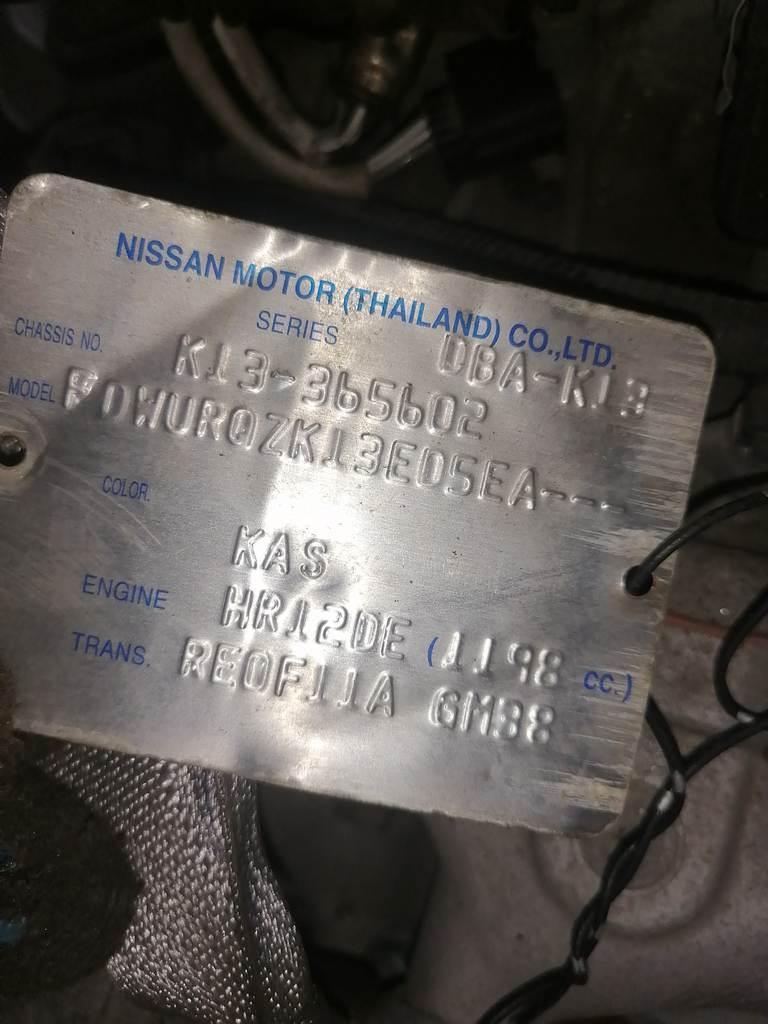 NISSAN MOTOR (THAILAND) CO.,LTD.
SERIES DBA-K13
CHASSIS NO. K13-365602
MODEL FDWURQZK13EDSEA---
COLOR. KAS
ENGINE HR12DE (1198 CC.)
TRANS. RE0F11A GM38